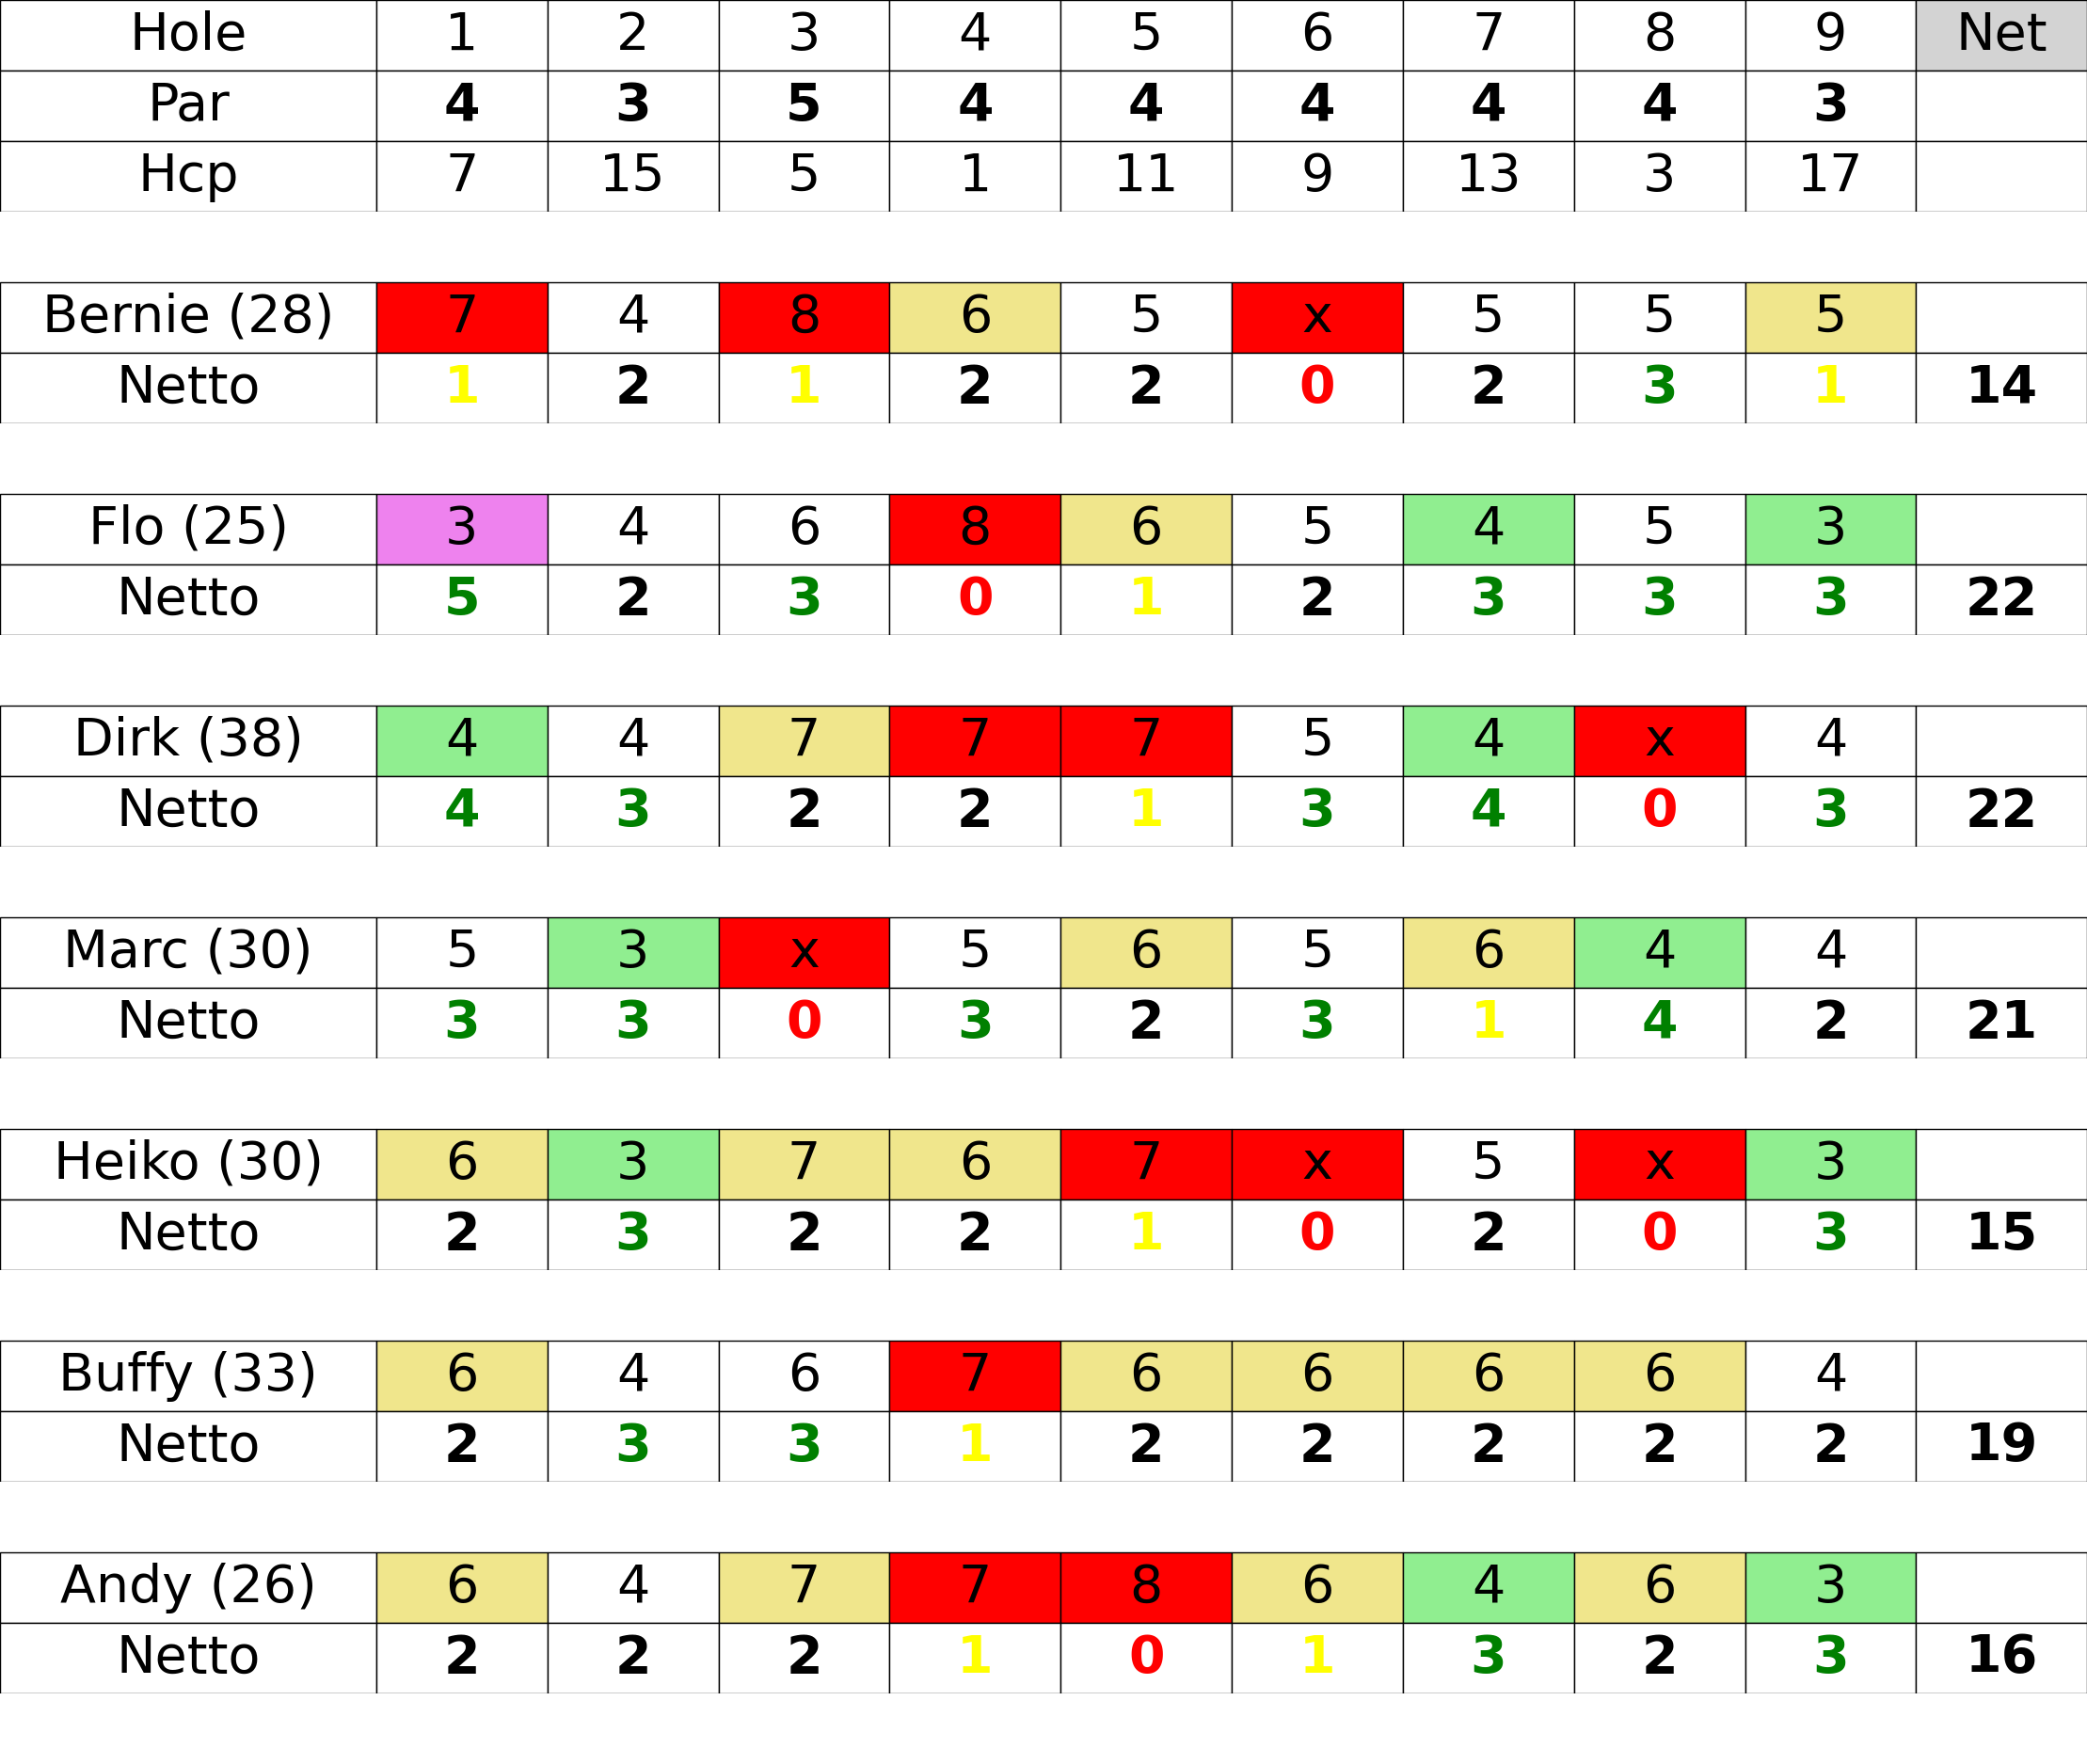 Hole 1 2 3 4 5 6 7 8 9 Net
Par 4 3 5 4 4 4 4 4 3
Hcp 7 15 5 1 11 9 13 3 17
Bernie (28) 7 4 8 6 5 x 5 5 5
Netto 1 2 1 2 2 0 2 3 1 14
Flo (25) 3 4 6 8 6 5 4 5 3
Netto 5 2 3 0 1 2 3 3 3 22
Dirk (38) 4 4 7 7 7 5 4 x 4
Netto 4 3 2 2 1 3 4 0 3 22
Marc (30) 5 3 x 5 6 5 6 4 4
Netto 3 3 0 3 2 3 1 4 2 21
Heiko (30) 6 3 7 6 7 x 5 x 3
Netto 2 3 2 2 1 0 2 0 3 15
Buffy (33) 6 4 6 7 6 6 6 6 4
Netto 2 3 3 1 2 2 2 2 2 19
Andy (26) 6 4 7 7 8 6 4 6 3
Netto 2 2 2 1 0 1 3 2 3 16